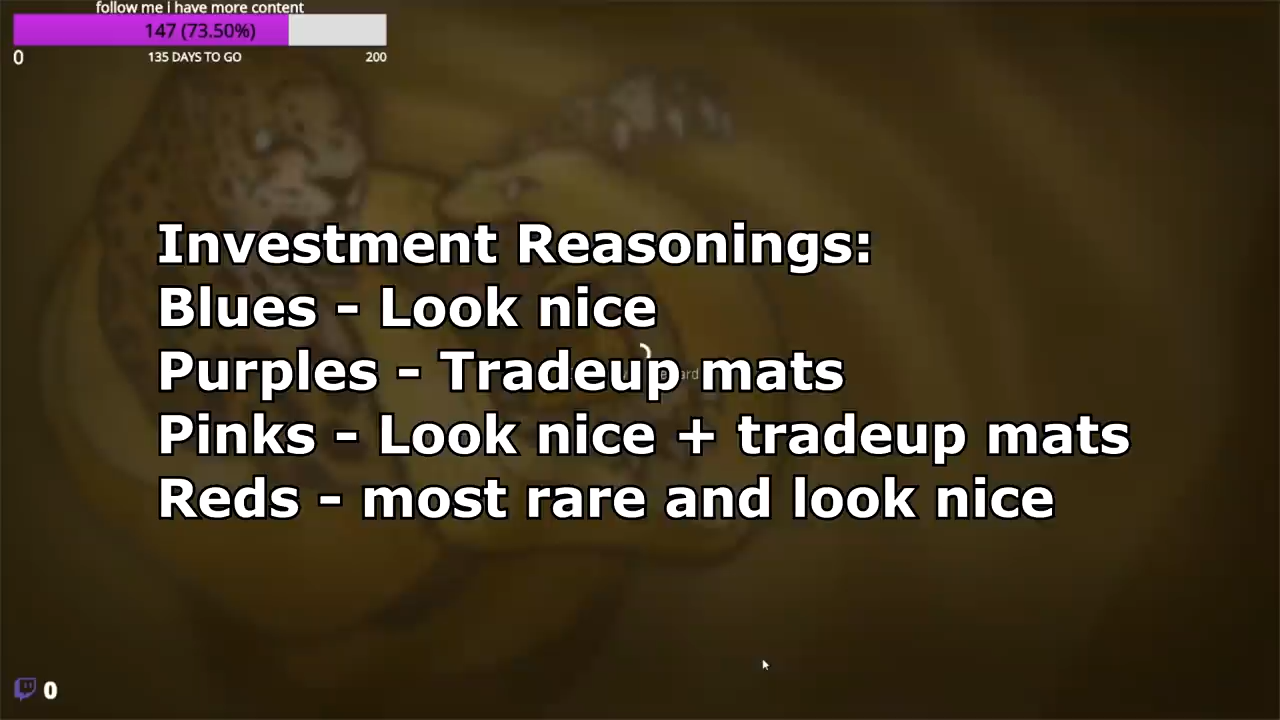 follow me i have more content
147 (73.50%)
0
135 DAYS TO GO
200
Investment Reasonings:
Blues - Look nice
Purples - Tradeup mats
Pinks - Look nice + tradeup mats
Reds - most rare and look nice
0